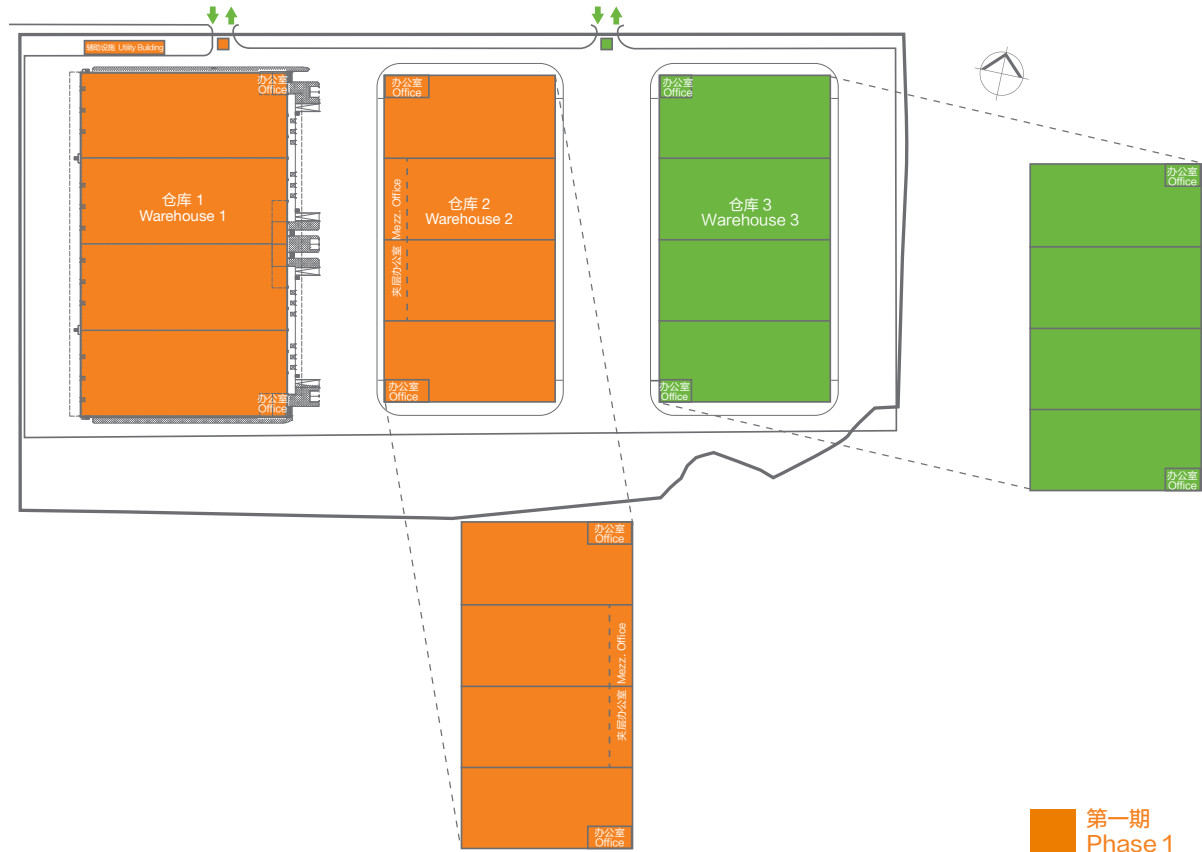 辅助设施 Utility Building
办公室
Office
办公室
Office
办公室
Office
办公室
Office
仓库 1
Warehouse 1
仓库 2
Warehouse 2
仓库 3
Warehouse 3
夹层办公室 Mezz. Office
办公室
Office
办公室
Office
办公室
Office
办公室
Office
办公室
Office
夹层办公室 Mezz. Office
办公室
Office
第一期
Phase 1